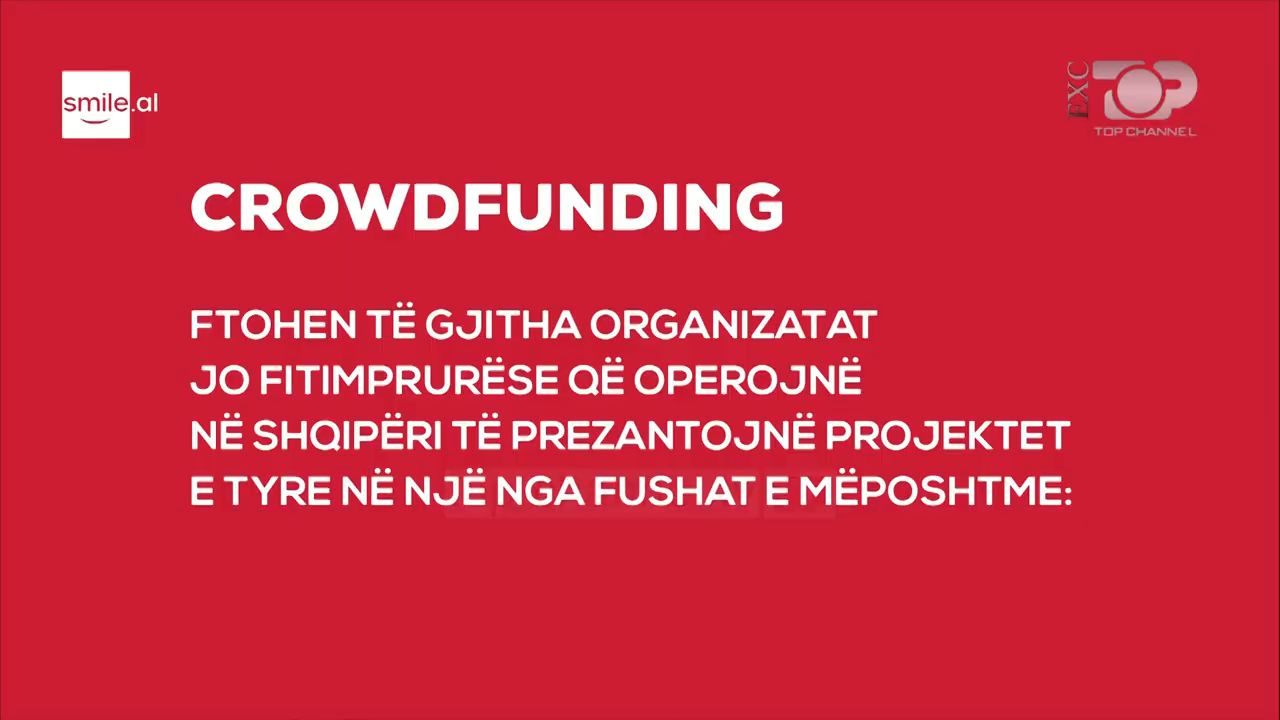 smile.al
EXC
TOP
TOP CHANNEL
CROWDFUNDING
FTOHEN TË GJITHA ORGANIZATAT
JO FITIMPRURËSE QË OPEROJNË
NË SHQIPËRI TË PREZANTOJNË PROJEKTET
E TYRE NË NJË NGA FUSHAT E MËPOSHTME: